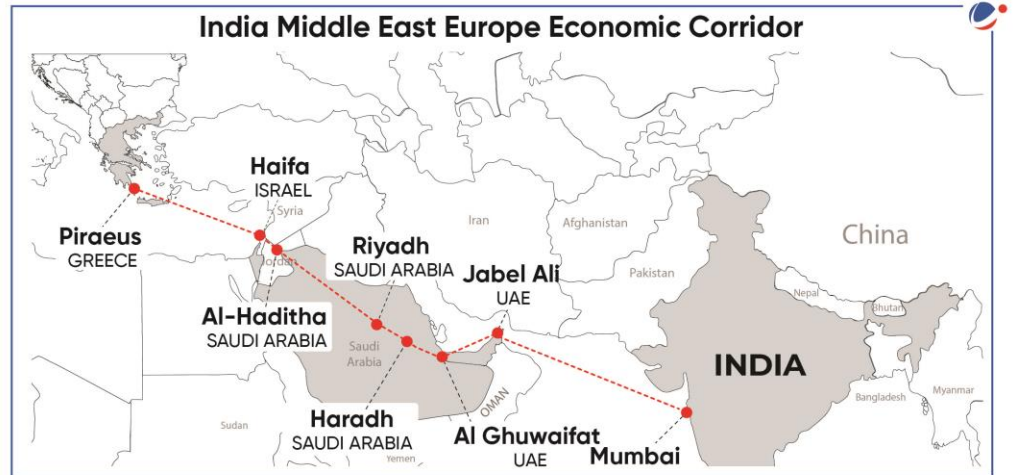 India Middle East Europe Economic Corridor
Haifa
ISRAEL
Syria
Iran
Afghanistan
China
Piraeus
GREECE
Jordan
Riyadh
SAUDI ARABIA
Jabel Ali
UAE
Pakistan
Nepal
Bhutan
Al-Haditha
SAUDI ARABIA
Saudi
Arabia
INDIA
Bangladesh
Myanmar
OMAN
Sudan
Haradh
SAUDI ARABIA
Al Ghuwaifat
UAE
Mumbai
Yemen